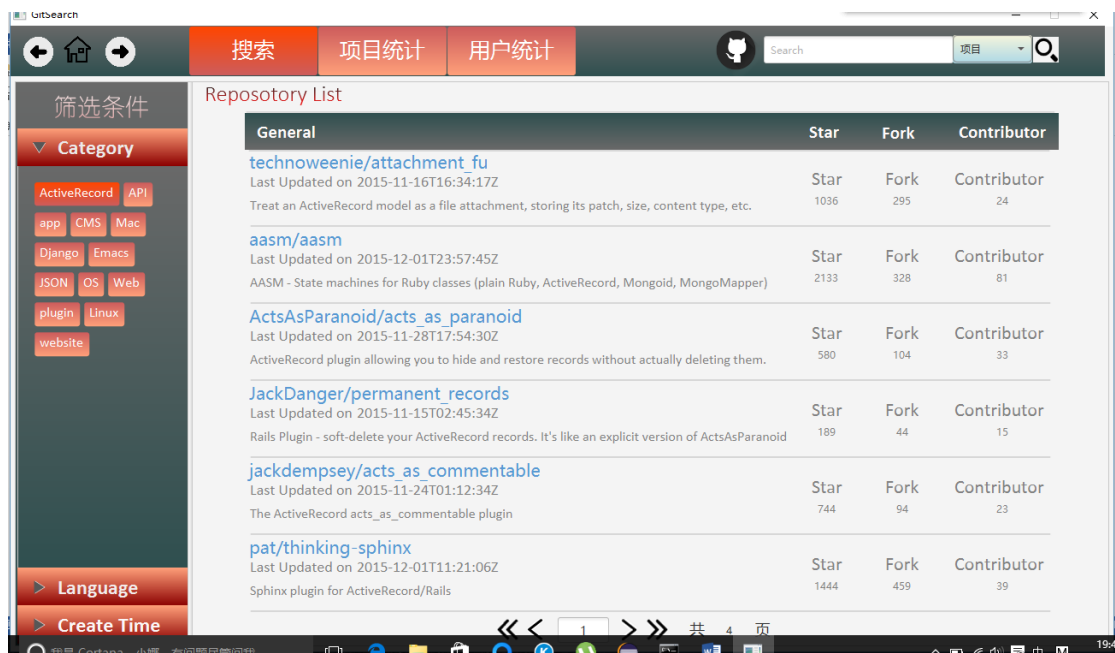 GitSearch
搜索 项目统计 用户统计 Search 项目
筛选条件
Category
ActiveRecord API
app CMS Mac
Django Emacs
JSON OS Web
plugin Linux
website
Language
Create Time
Reposotory List
General Star Fork Contributor
technoweenie/attachment_fu
Last Updated on 2015-11-16T16:34:17Z
Star Fork Contributor
1036 295 24
Treat an ActiveRecord model as a file attachment, storing its patch, size, content type, etc.
aasm/aasm
Last Updated on 2015-12-01T23:57:45Z
Star Fork Contributor
2133 328 81
AASM - State machines for Ruby classes (plain Ruby, ActiveRecord, Mongoid, MongoMapper)
ActsAsParanoid/acts_as_paranoid
Last Updated on 2015-11-28T17:54:30Z
Star Fork Contributor
580 104 33
ActiveRecord plugin allowing you to hide and restore records without actually deleting them.
JackDanger/permanent_records
Last Updated on 2015-11-15T02:45:34Z
Star Fork Contributor
189 44 15
Rails Plugin - soft-delete your ActiveRecord records. It's like an explicit version of ActsAsParanoid
jackdempsey/acts_as_commentable
Last Updated on 2015-11-24T01:12:34Z
Star Fork Contributor
744 94 23
The ActiveRecord acts_as_commentable plugin
pat/thinking-sphinx
Last Updated on 2015-12-01T11:21:06Z
Star Fork Contributor
1444 459 39
Sphinx plugin for ActiveRecord/Rails
1 共 4 页